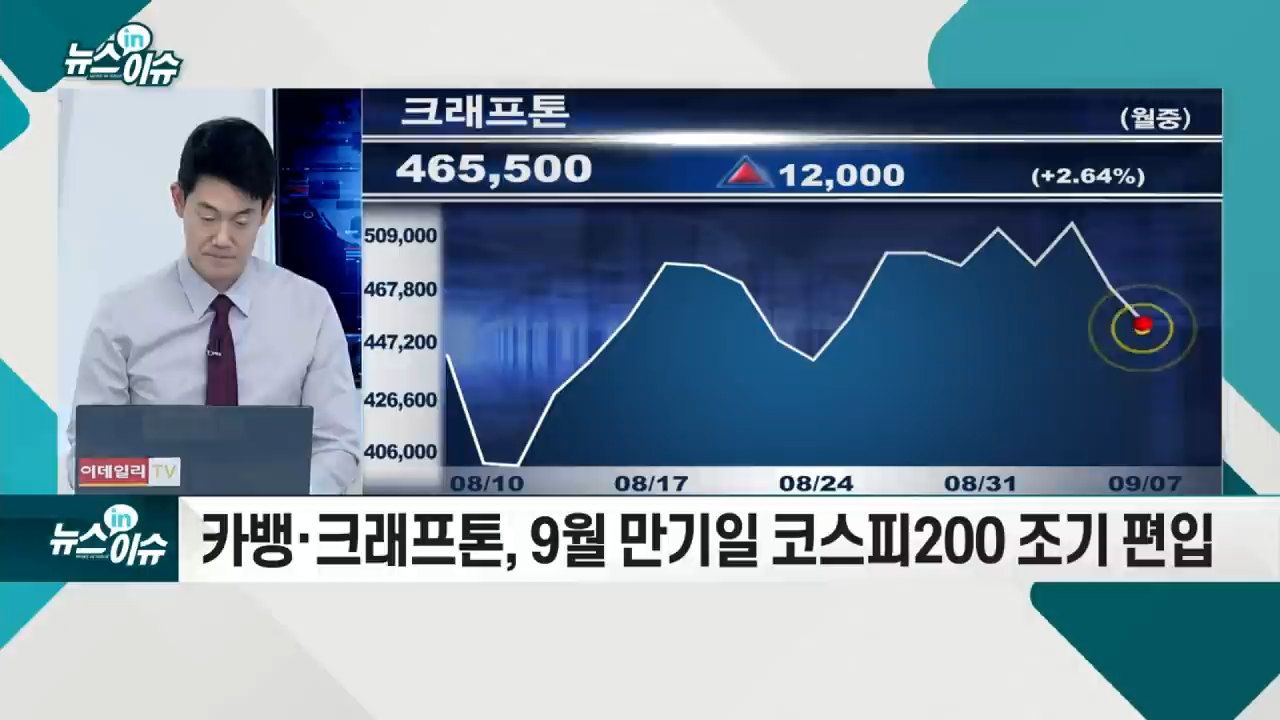 뉴스in이슈
크래프톤 (월중)
465,500 12,000 (+2.64%)
509,000
467,800
447,200
426,600
406,000
08/10 08/17 08/24 08/31 09/07
이데일리TV
뉴스in이슈
카뱅·크래프톤, 9월 만기일 코스피200 조기 편입